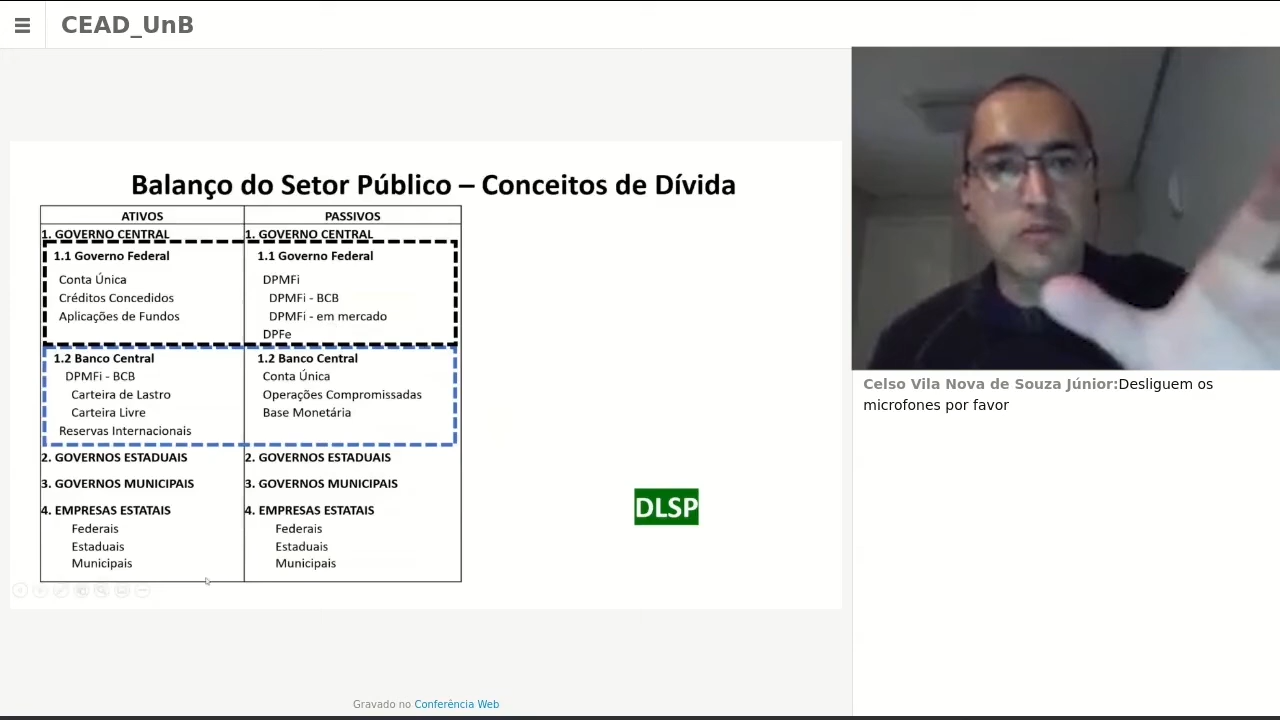 CEAD_UnB
Balanço do Setor Público – Conceitos de Dívida
ATIVOS PASSIVOS
1. GOVERNO CENTRAL 1. GOVERNO CENTRAL
1.1 Governo Federal 1.1 Governo Federal
Conta Única DPMFi
Créditos Concedidos DPMFi - BCB
Aplicações de Fundos DPMFi - em mercado
DPFe
1.2 Banco Central 1.2 Banco Central
DPMFi - BCB Conta Única
Carteira de Lastro Operações Compromissadas
Carteira Livre Base Monetária
Reservas Internacionais
2. GOVERNOS ESTADUAIS 2. GOVERNOS ESTADUAIS
3. GOVERNOS MUNICIPAIS 3. GOVERNOS MUNICIPAIS
4. EMPRESAS ESTATAIS 4. EMPRESAS ESTATAIS
Federais Federais
Estaduais Estaduais
Municipais Municipais
DLSP
Celso Vila Nova de Souza Júnior:Desliguem os
microfones por favor
Gravado no Conferência Web